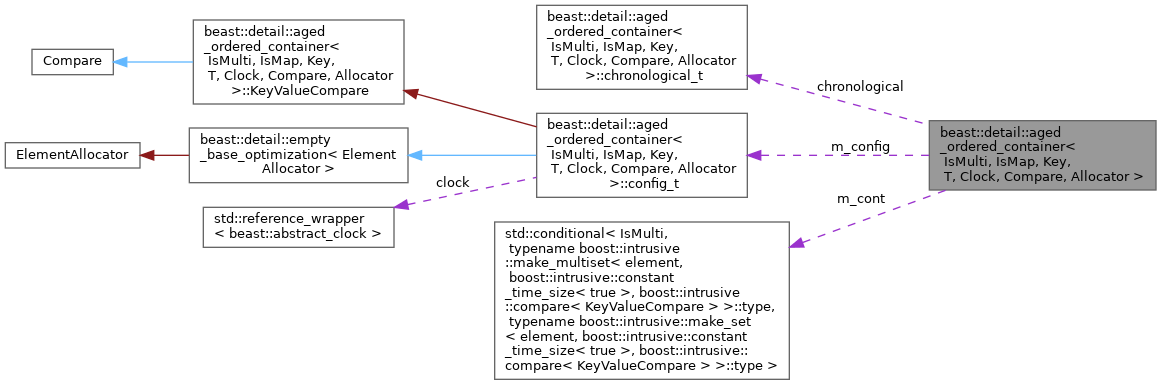 Compare
beast::detail::aged
_ordered_container<
IsMulti, IsMap, Key,
T, Clock, Compare, Allocator
>::KeyValueCompare
ElementAllocator
beast::detail::empty
_base_optimization< Element
Allocator >
std::reference_wrapper
< beast::abstract_clock >
clock
beast::detail::aged
_ordered_container<
IsMulti, IsMap, Key,
T, Clock, Compare, Allocator
>::chronological_t
beast::detail::aged
_ordered_container<
IsMulti, IsMap, Key,
T, Clock, Compare, Allocator
>::config_t
std::conditional< IsMulti,
typename boost::intrusive
::make_multiset< element,
boost::intrusive::constant
_time_size< true >, boost::intrusive
::compare< KeyValueCompare > >::type,
typename boost::intrusive::make_set
< element, boost::intrusive::constant
_time_size< true >, boost::intrusive::
compare< KeyValueCompare > >::type >
chronological
m_config
m_cont
beast::detail::aged
_ordered_container<
IsMulti, IsMap, Key,
T, Clock, Compare, Allocator >